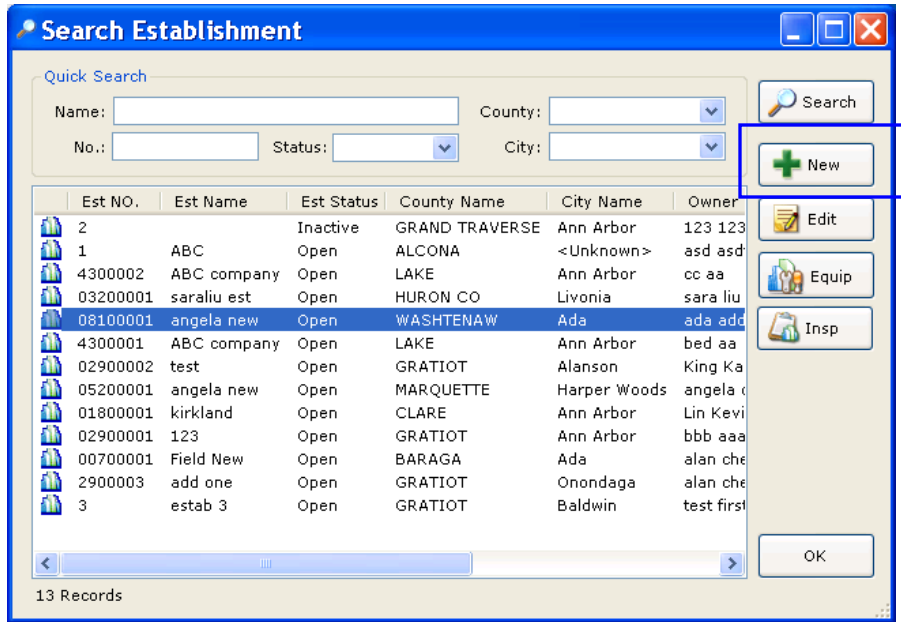 Search Establishment
Quick Search
Name: County:
No.: Status: City:
Search
New
Edit
Equip
Insp
Est NO. Est Name Est Status County Name City Name Owner
2 Inactive GRAND TRAVERSE Ann Arbor 123 123
1 ABC Open ALCONA <Unknown> asd asd
4300002 ABC company Open LAKE Ann Arbor cc aa
03200001 saraliu est Open HURON CO Livonia sara liu
08100001 angela new Open WASHTENAW Ada ada add
4300001 ABC company Open LAKE Ann Arbor bed aa
02900002 test Open GRATIOT Alanson King Ka
05200001 angela new Open MARQUETTE Harper Woods angela
01800001 kirkland Open CLARE Ann Arbor Lin Kevi
02900001 123 Open GRATIOT Ann Arbor bbb aaa
00700001 Field New Open BARAGA Ada alan che
2900003 add one Open GRATIOT Onondaga alan che
3 estab 3 Open GRATIOT Baldwin test first
OK
13 Records